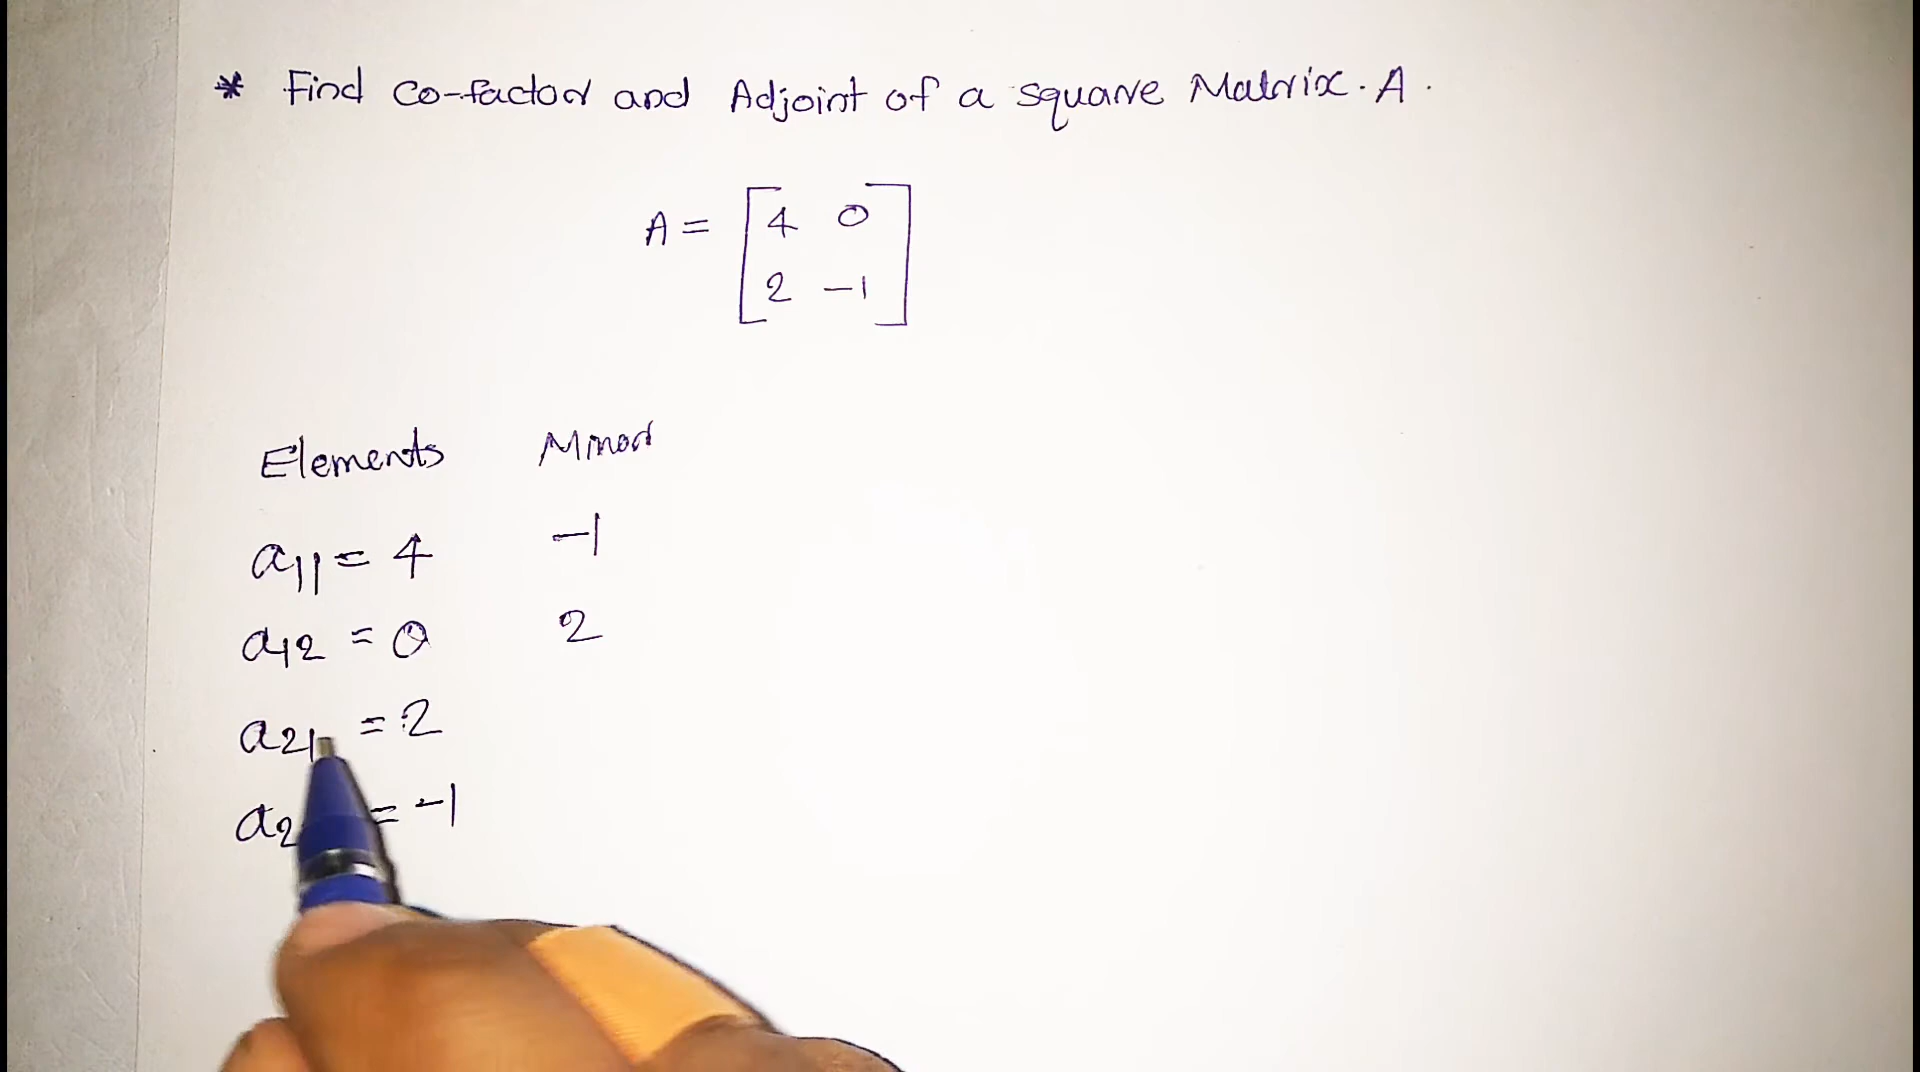 * Find co-factor and Adjoint of a square Matrix. A.
A = [4 0
2 -1]
Elements Minor
a11 = 4 -1
a12 = 0 2
a21 = 2
a2 = -1